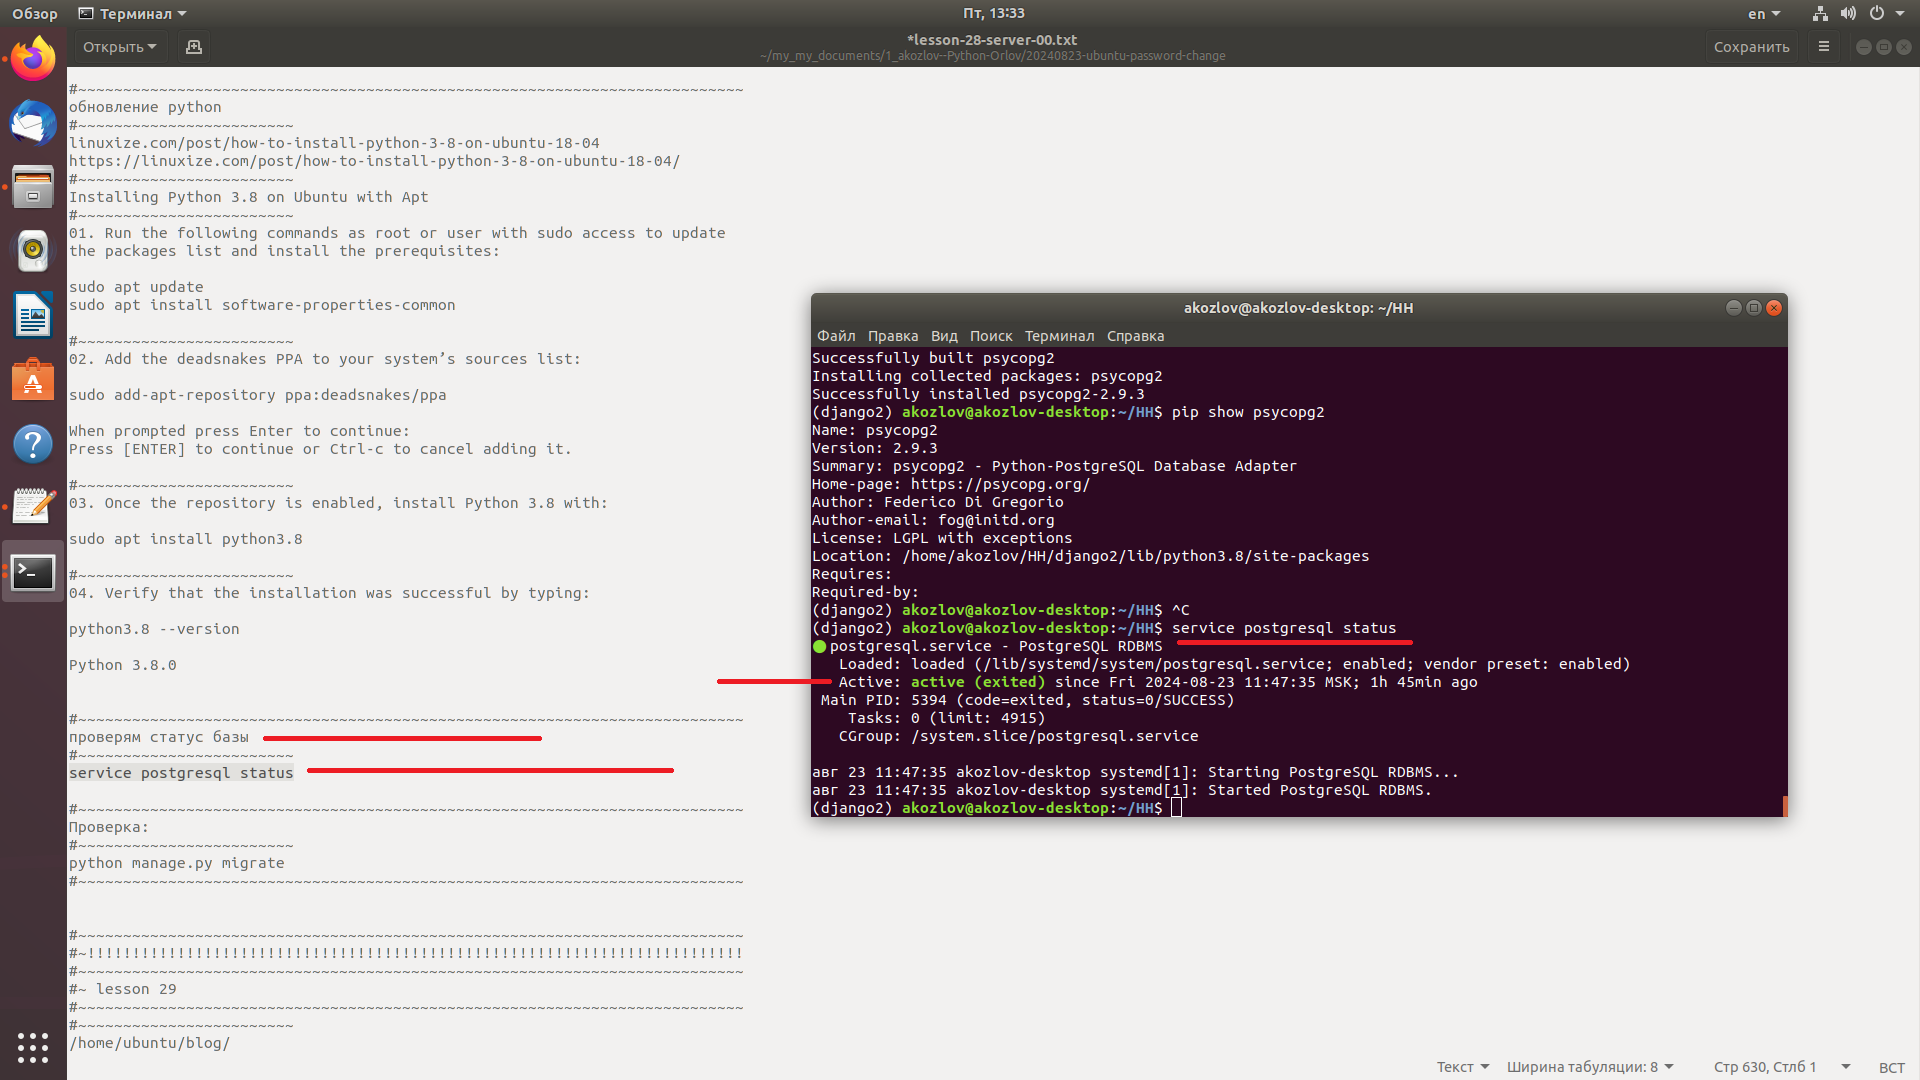 Обзор
Терминал
Пт, 13:33
en
Открыть
*lesson-28-server-00.txt
~/my_my_documents/1_akozlov--Python-Orlov/20240823-ubuntu-password-change
Сохранить
#~~~~~~~~~~~~~~~~~~~~~~~~~~~~~~~~~~~~~~~~~~~~~~~~~~~~~~~~~~~~~~~~~~~~~~~~~~
обновление python
#~~~~~~~~~~~~~~~~~~~~~~~~
linuxize.com/post/how-to-install-python-3-8-on-ubuntu-18-04
https://linuxize.com/post/how-to-install-python-3-8-on-ubuntu-18-04/
#~~~~~~~~~~~~~~~~~~~~~~~~
Installing Python 3.8 on Ubuntu with Apt
#~~~~~~~~~~~~~~~~~~~~~~~~
01. Run the following commands as root or user with sudo access to update
the packages list and install the prerequisites:
sudo apt update
sudo apt install software-properties-common
#~~~~~~~~~~~~~~~~~~~~~~~~
02. Add the deadsnakes PPA to your system’s sources list:
sudo add-apt-repository ppa:deadsnakes/ppa
When prompted press Enter to continue:
Press [ENTER] to continue or Ctrl-c to cancel adding it.
#~~~~~~~~~~~~~~~~~~~~~~~~
03. Once the repository is enabled, install Python 3.8 with:
sudo apt install python3.8
#~~~~~~~~~~~~~~~~~~~~~~~~
04. Verify that the installation was successful by typing:
python3.8 --version
Python 3.8.0
#~~~~~~~~~~~~~~~~~~~~~~~~~~~~~~~~~~~~~~~~~~~~~~~~~~~~~~~~~~~~~~~~~~~~~~~~~~
проверям статус базы
#~~~~~~~~~~~~~~~~~~~~~~~~
service postgresql status
#~~~~~~~~~~~~~~~~~~~~~~~~~~~~~~~~~~~~~~~~~~~~~~~~~~~~~~~~~~~~~~~~~~~~~~~~~~
Проверка:
#~~~~~~~~~~~~~~~~~~~~~~~~
python manage.py migrate
#~~~~~~~~~~~~~~~~~~~~~~~~~~~~~~~~~~~~~~~~~~~~~~~~~~~~~~~~~~~~~~~~~~~~~~~~~~
#~~~~~~~~~~~~~~~~~~~~~~~~~~~~~~~~~~~~~~~~~~~~~~~~~~~~~~~~~~~~~~~~~~~~~~~~~~
#~!!!!!!!!!!!!!!!!!!!!!!!!!!!!!!!!!!!!!!!!!!!!!!!!!!!!!!!!!!!!!!!!!!!!!!!!!
#~~~~~~~~~~~~~~~~~~~~~~~~~~~~~~~~~~~~~~~~~~~~~~~~~~~~~~~~~~~~~~~~~~~~~~~~~~
#~ lesson 29
#~~~~~~~~~~~~~~~~~~~~~~~~~~~~~~~~~~~~~~~~~~~~~~~~~~~~~~~~~~~~~~~~~~~~~~~~~~
#~~~~~~~~~~~~~~~~~~~~~~~~
/home/ubuntu/blog/
akozlov@akozlov-desktop: ~/HH
Файл Правка Вид Поиск Терминал Справка
Successfully built psycopg2
Installing collected packages: psycopg2
Successfully installed psycopg2-2.9.3
(django2) akozlov@akozlov-desktop:~/HH$ pip show psycopg2
Name: psycopg2
Version: 2.9.3
Summary: psycopg2 - Python-PostgreSQL Database Adapter
Home-page: https://psycopg.org/
Author: Federico Di Gregorio
Author-email: fog@initd.org
License: LGPL with exceptions
Location: /home/akozlov/HH/django2/lib/python3.8/site-packages
Requires:
Required-by:
(django2) akozlov@akozlov-desktop:~/HH$ ^C
(django2) akozlov@akozlov-desktop:~/HH$ service postgresql status
postgresql.service - PostgreSQL RDBMS
Loaded: loaded (/lib/systemd/system/postgresql.service; enabled; vendor preset: enabled)
Active: active (exited) since Fri 2024-08-23 11:47:35 MSK; 1h 45min ago
Main PID: 5394 (code=exited, status=0/SUCCESS)
Tasks: 0 (limit: 4915)
CGroup: /system.slice/postgresql.service
авг 23 11:47:35 akozlov-desktop systemd[1]: Starting PostgreSQL RDBMS...
авг 23 11:47:35 akozlov-desktop systemd[1]: Started PostgreSQL RDBMS.
(django2) akozlov@akozlov-desktop:~/HH$
Текст
Ширина табуляции: 8
Стр 630, Стлб 1
ВСТ